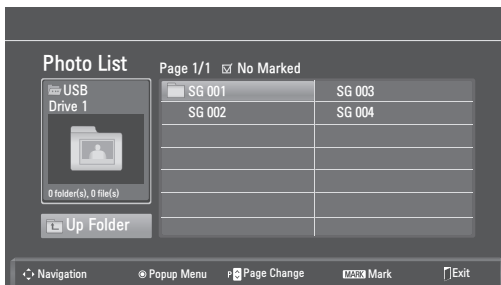 Photo List
Page 1/1 ☑ No Marked
USB
Drive 1
0 folder(s), 0 file(s)
Up Folder
SG 001 SG 003
SG 002 SG 004
Navigation Popup Menu P Page Change MARK Mark Exit